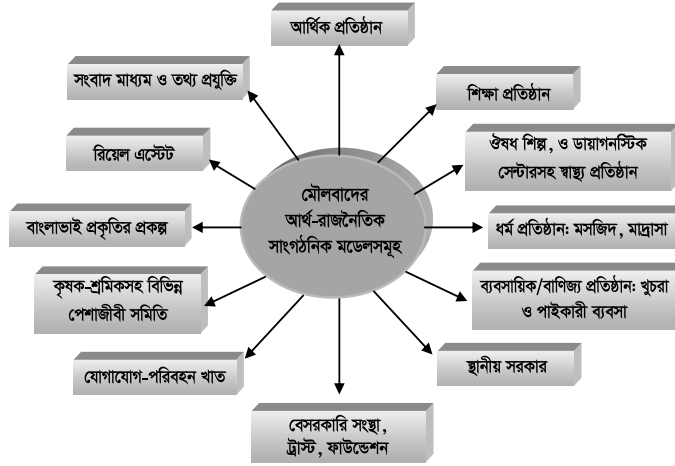 আর্থিক প্রতিষ্ঠান
সংবাদ মাধ্যম ও তথ্য প্রযুক্তি
শিক্ষা প্রতিষ্ঠান
রিয়েল এস্টেট
ঔষধ শিল্প, ও ডায়াগনস্টিক
সেন্টারসহ স্বাস্থ্য প্রতিষ্ঠান
মৌলবাদের
আর্থ-রাজনৈতিক
সাংগঠনিক মডেলসমূহ
বাংলাভাই প্রকৃতির প্রকল্প
ধর্ম প্রতিষ্ঠান: মসজিদ, মাদ্রাসা
কৃষক-শ্রমিকসহ বিভিন্ন
পেশাজীবী সমিতি
ব্যবসায়িক/বাণিজ্য প্রতিষ্ঠান: খুচরা
ও পাইকারী ব্যবসা
যোগাযোগ-পরিবহন খাত
স্থানীয় সরকার
বেসরকারি সংস্থা,
ট্রাস্ট, ফাউন্ডেশন